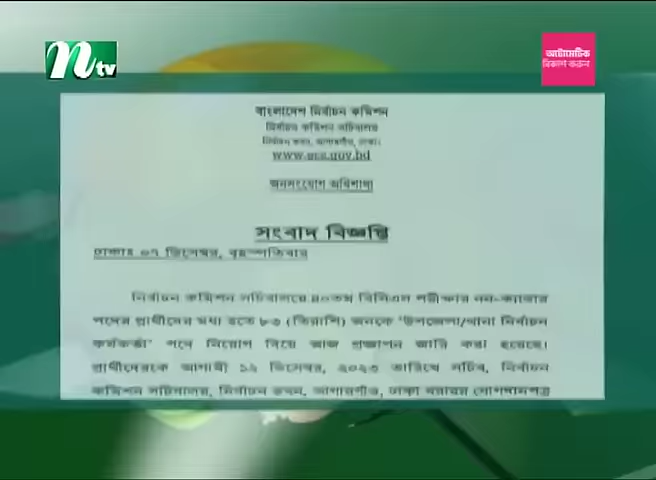 ntv
অটোমেটিক
বিকাশ করুন
বাংলাদেশ নির্বাচন কমিশন
নির্বাচন কমিশন সচিবালয়
নির্বাচন ভবন, আগারগাঁও, ঢাকা।
www.ecs.gov.bd
জনসংযোগ অধিশাখা
সংবাদ বিজ্ঞপ্তি
ঢাকাঃ ০৭ ডিসেম্বর, বৃহস্পতিবার
নির্বাচন কমিশন সচিবালয়ে ৪০তম বিসিএস পরীক্ষার নন-ক্যাডার
পদের প্রার্থীদের মধ্য হতে ৮৩ (তিরাশি) জনকে 'উপজেলা/থানা নির্বাচন
কর্মকর্তা' পদে নিয়োগ দিয়ে আজ প্রজ্ঞাপন জারি করা হয়েছে।
প্রার্থীদেরকে আগামী ১২ ডিসেম্বর, ২০২৩ তারিখে সচিব, নির্বাচন
কমিশন সচিবালয়, নির্বাচন ভবন, আগারগাঁও, ঢাকা বরাবর যোগদানপত্র